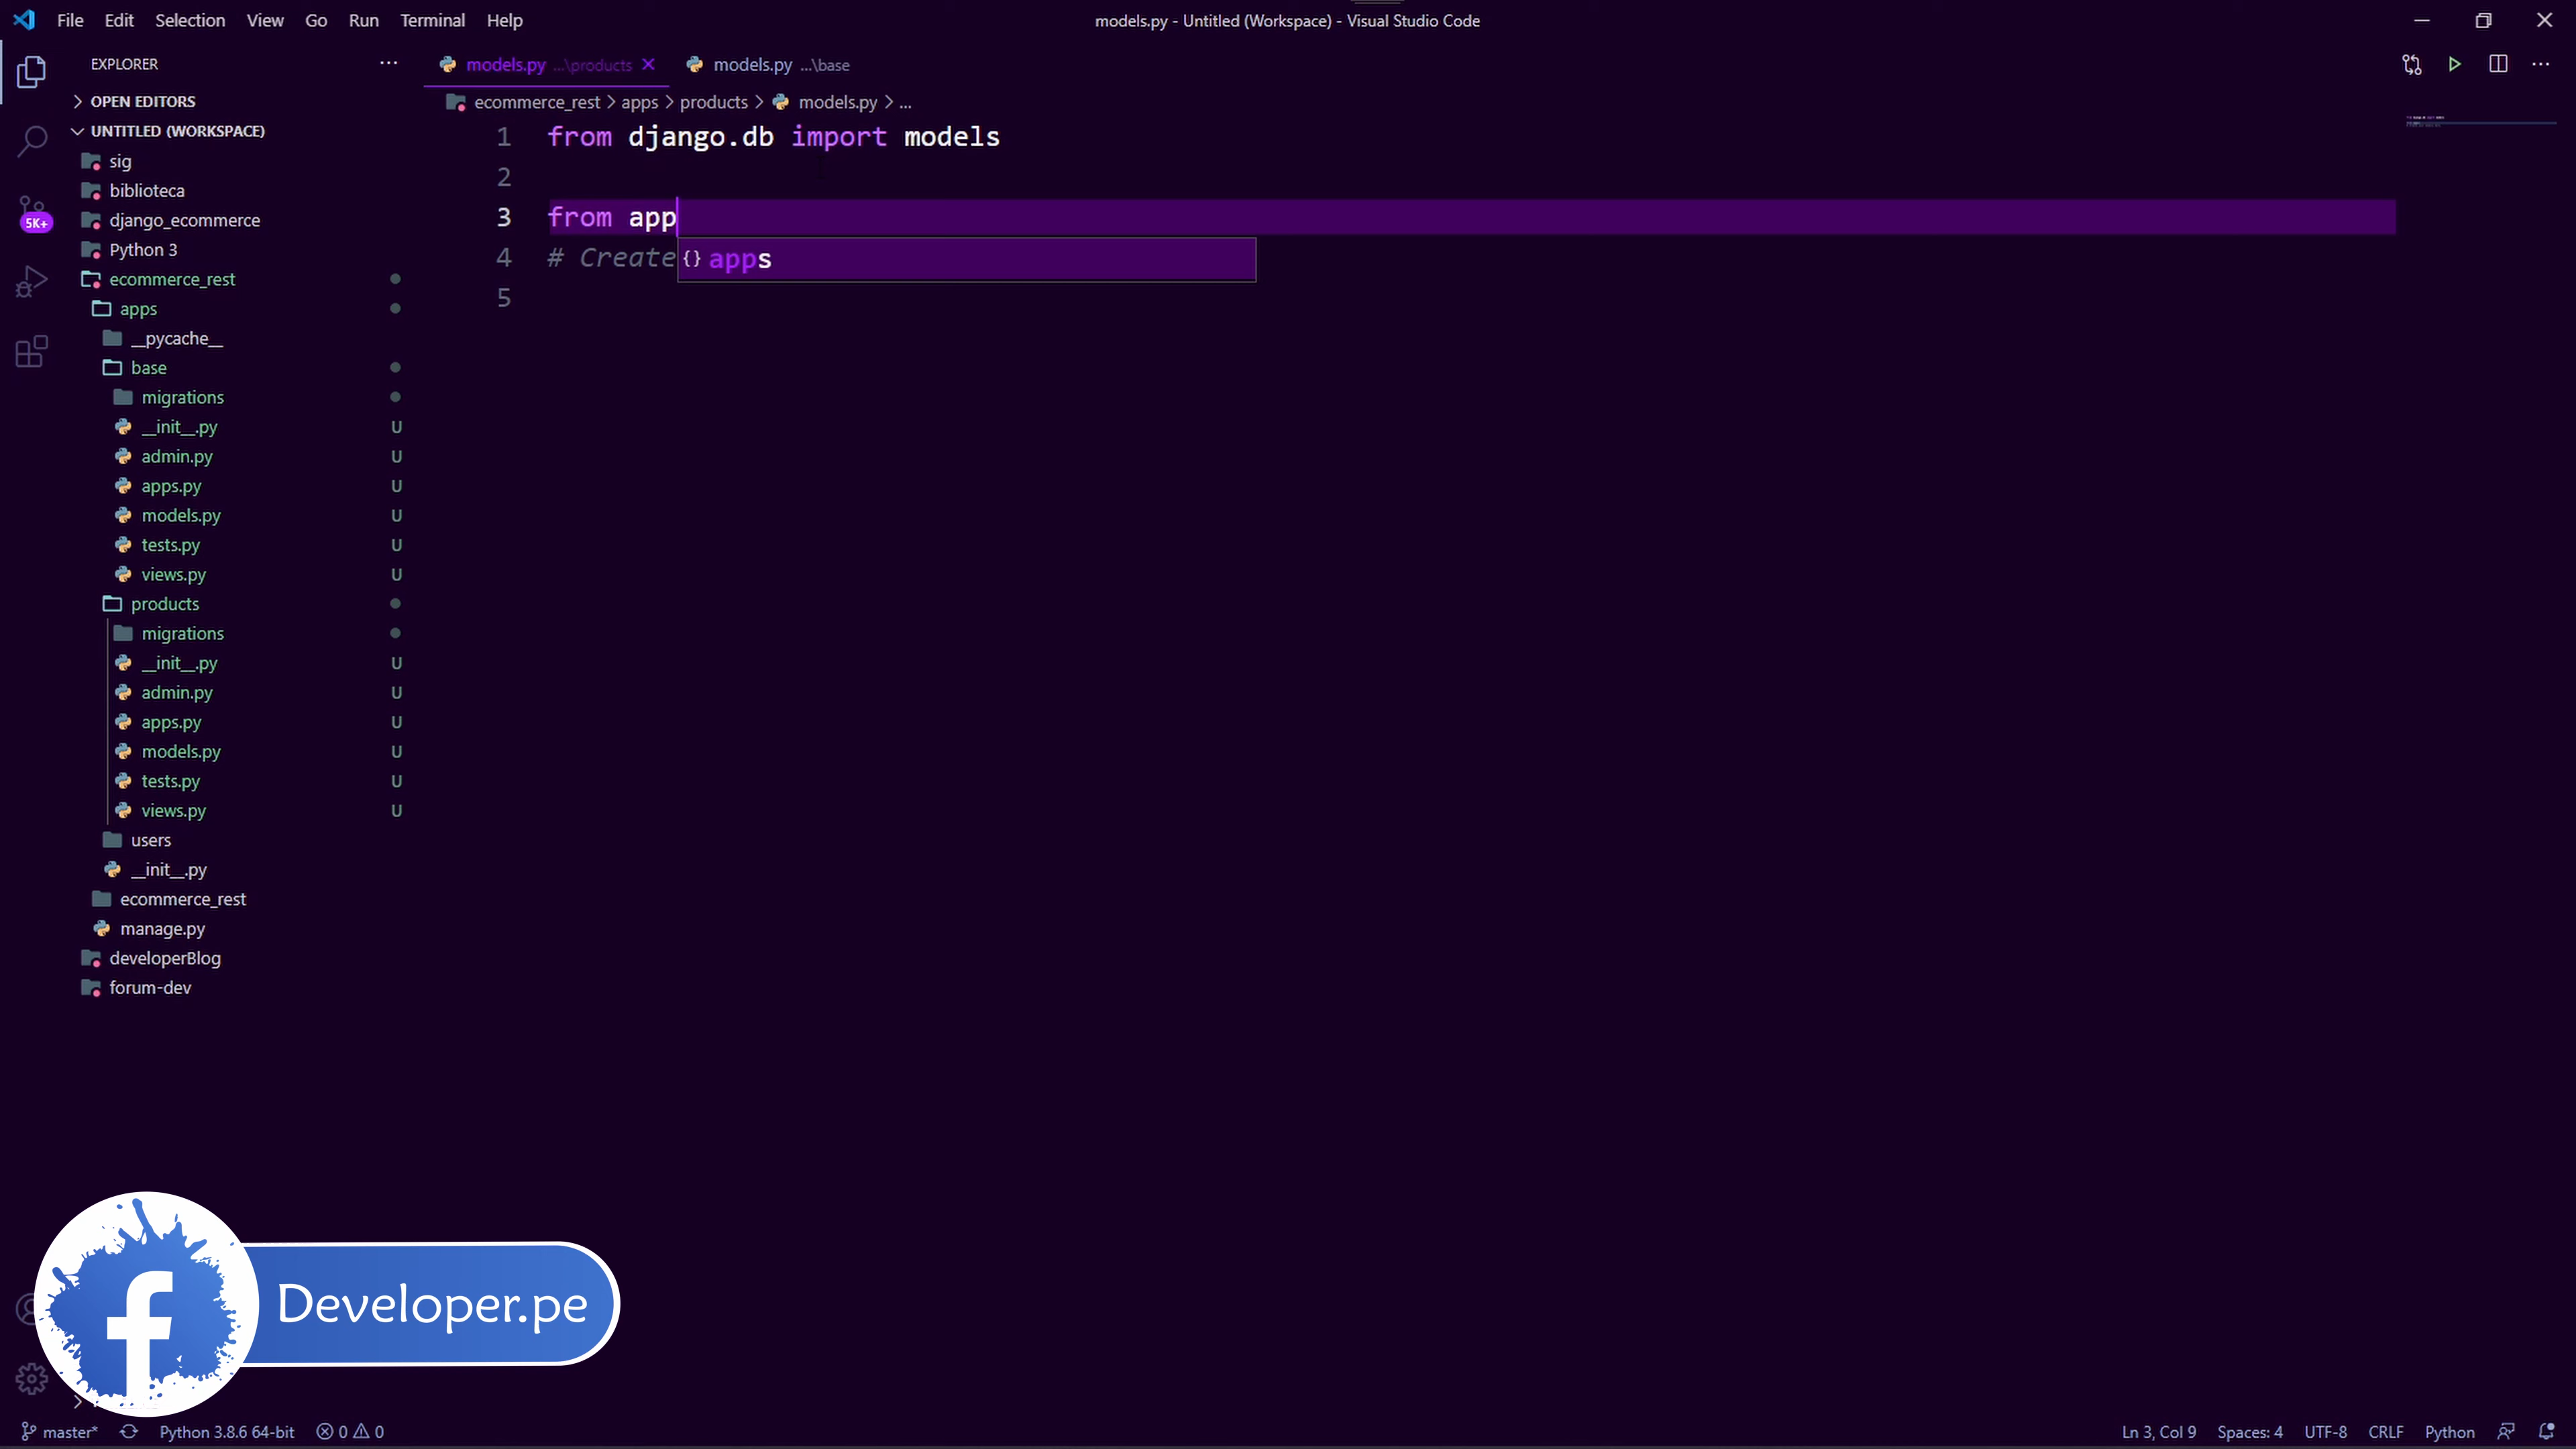 File Edit Selection View Go Run Terminal Help
models.py - Untitled (Workspace) - Visual Studio Code
EXPLORER
OPEN EDITORS
UNTITLED (WORKSPACE)
sig
biblioteca
django_ecommerce
Python 3
ecommerce_rest
apps
__pycache__
base
migrations
__init__.py U
admin.py U
apps.py U
models.py U
tests.py U
views.py U
products
migrations
__init__.py U
admin.py U
apps.py U
models.py U
tests.py U
views.py U
users
__init__.py
ecommerce_rest
manage.py
developerBlog
forum-dev
5K+
models.py ...\products models.py ...\base
ecommerce_rest > apps > products > models.py > ...
1 from django.db import models
2
3 from app
4 # Create
{} apps
5
Developer.pe
master* Python 3.8.6 64-bit 0 0
Ln 3, Col 9 Spaces: 4 UTF-8 CRLF Python